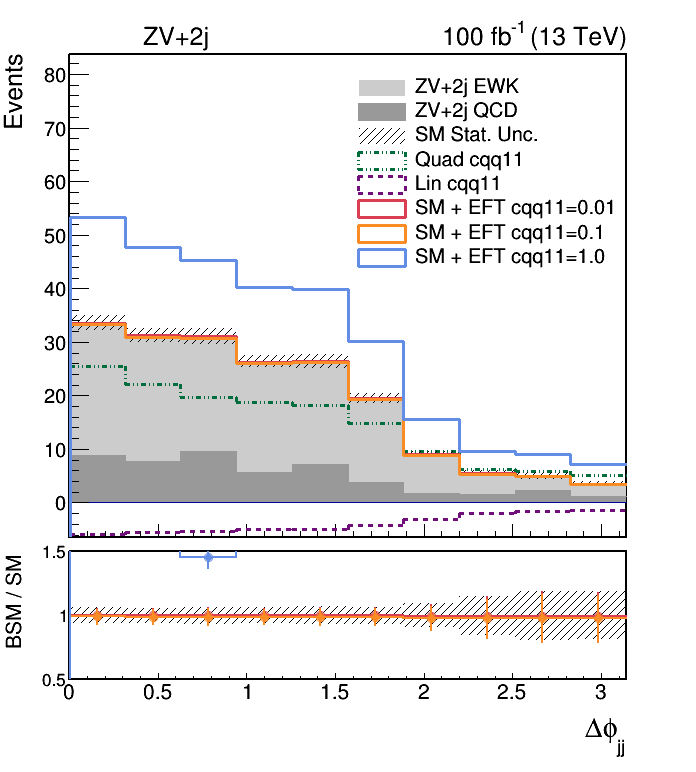 ZV+2j 100 fb-1 (13 TeV)
Events
80
70
60
50
40
30
20
10
0
ZV+2j EWK
ZV+2j QCD
SM Stat. Unc.
Quad cqq11
Lin cqq11
SM + EFT cqq11=0.01
SM + EFT cqq11=0.1
SM + EFT cqq11=1.0
BSM / SM
1.5
1
0.5
0 0.5 1 1.5 2 2.5 3
Δϕjj